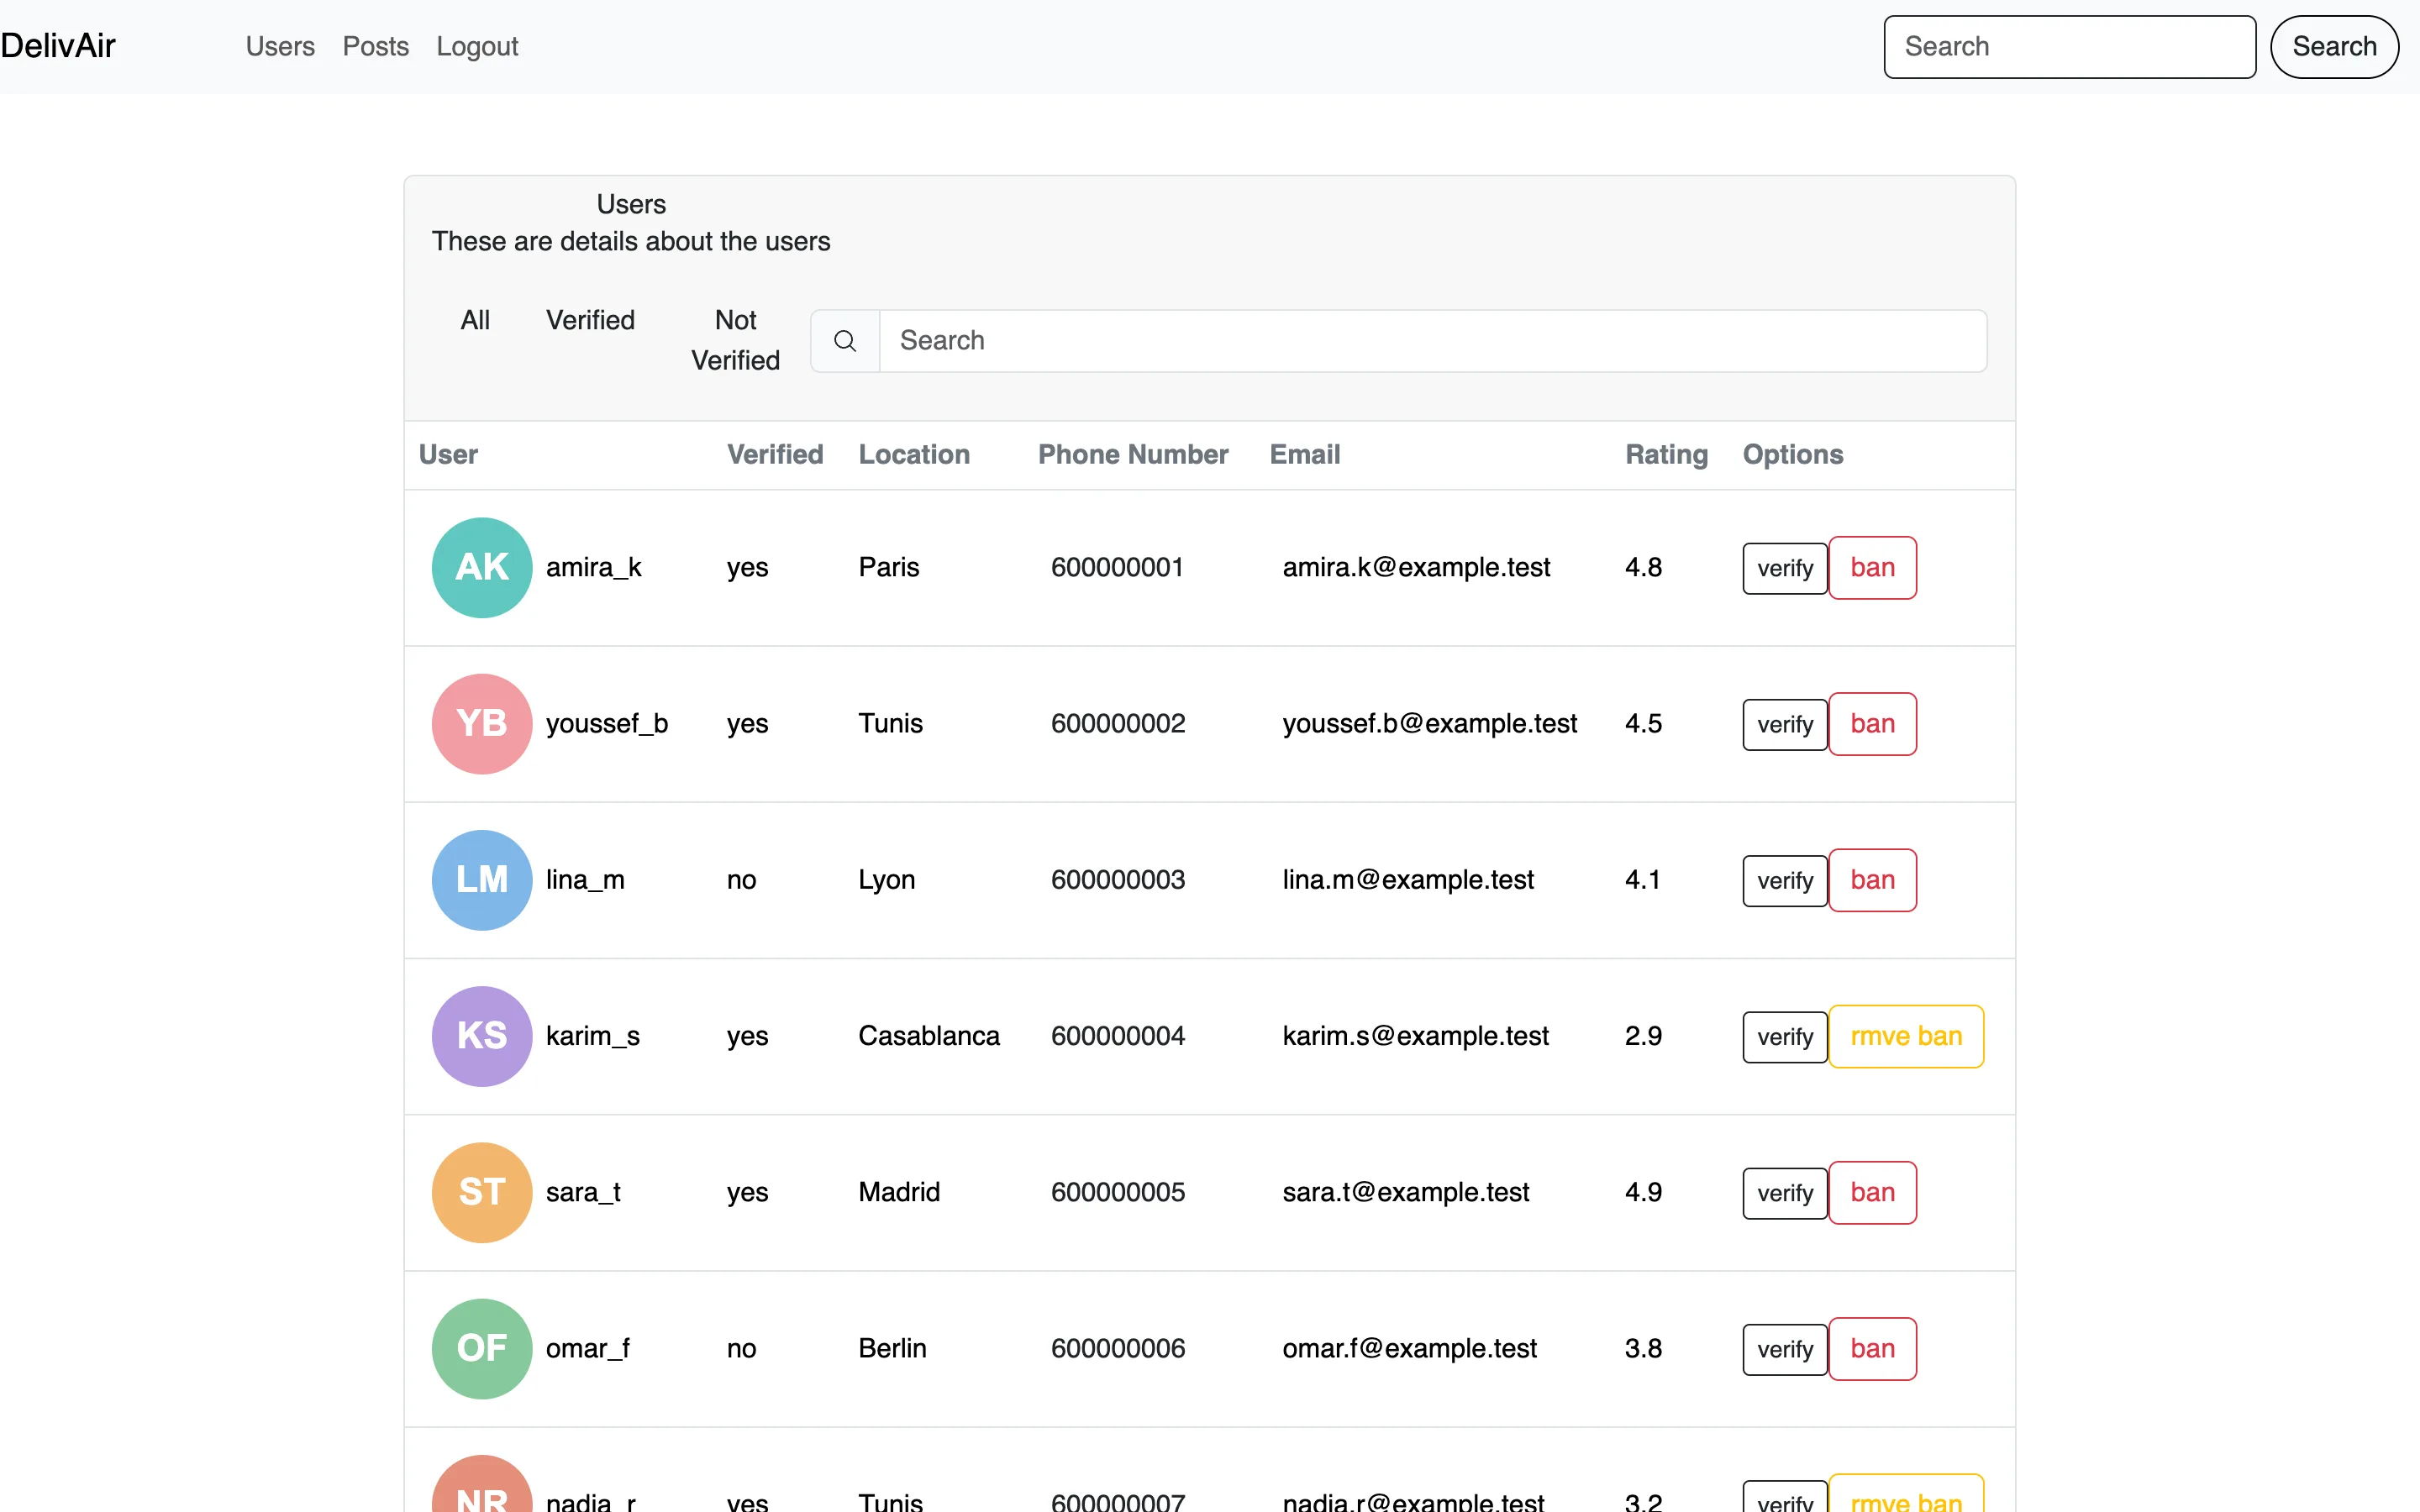 DelivAir Users Posts Logout Search Search
Users
These are details about the users
All Verified Not Verified Search
User Verified Location Phone Number Email Rating Options
AK amira_k yes Paris 600000001 amira.k@example.test 4.8 verify ban
YB youssef_b yes Tunis 600000002 youssef.b@example.test 4.5 verify ban
LM lina_m no Lyon 600000003 lina.m@example.test 4.1 verify ban
KS karim_s yes Casablanca 600000004 karim.s@example.test 2.9 verify rmve ban
ST sara_t yes Madrid 600000005 sara.t@example.test 4.9 verify ban
OF omar_f no Berlin 600000006 omar.f@example.test 3.8 verify ban
NR nadia_r yes Tunis 600000007 nadia.r@example.test 3.2 verify rmve ban